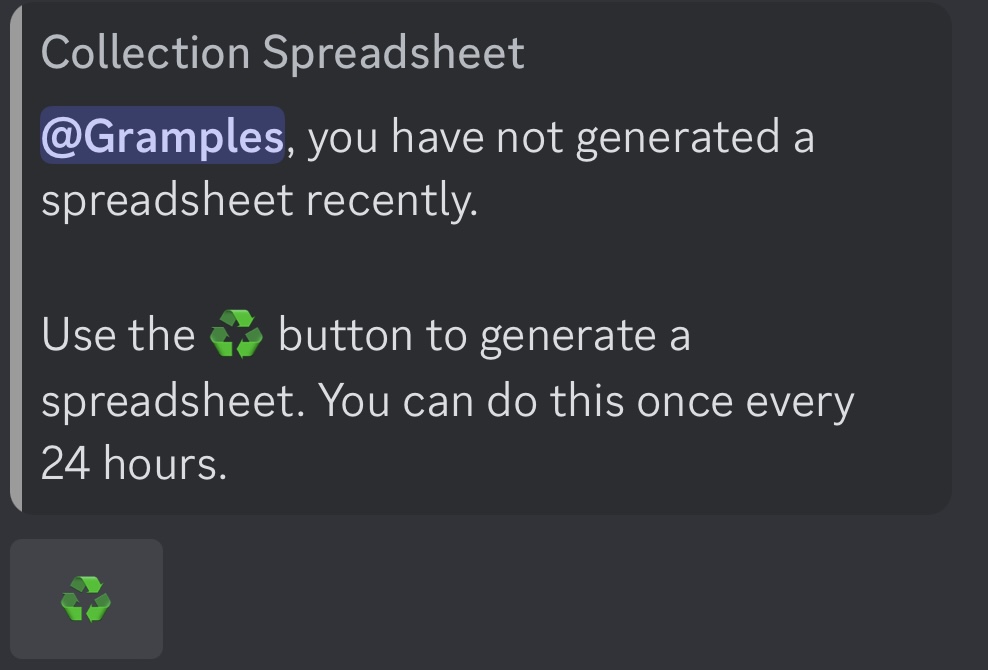 Collection Spreadsheet
@Gramples, you have not generated a
spreadsheet recently.
Use the ♻️ button to generate a
spreadsheet. You can do this once every
24 hours.